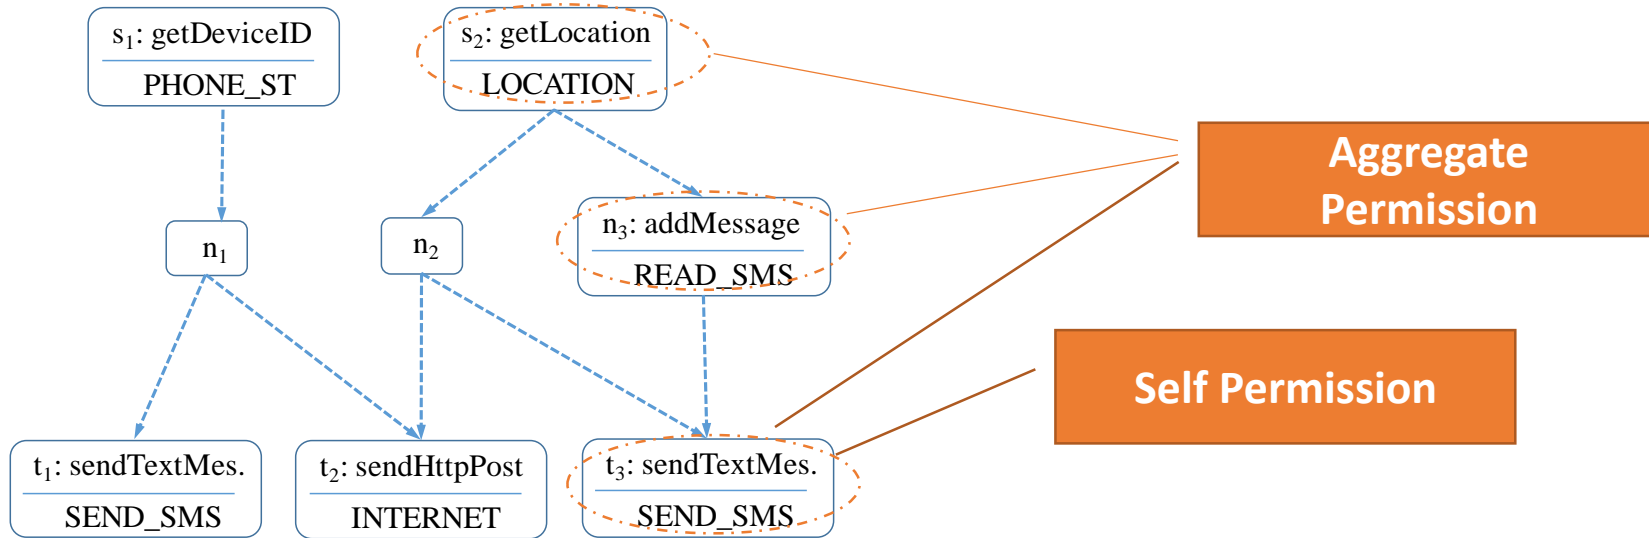 s₁: getDeviceID
PHONE_ST
s₂: getLocation
LOCATION
Aggregate
Permission
n₁
n₂
n₃: addMessage
READ_SMS
Self Permission
t₁: sendTextMes.
SEND_SMS
t₂: sendHttpPost
INTERNET
t₃: sendTextMes.
SEND_SMS